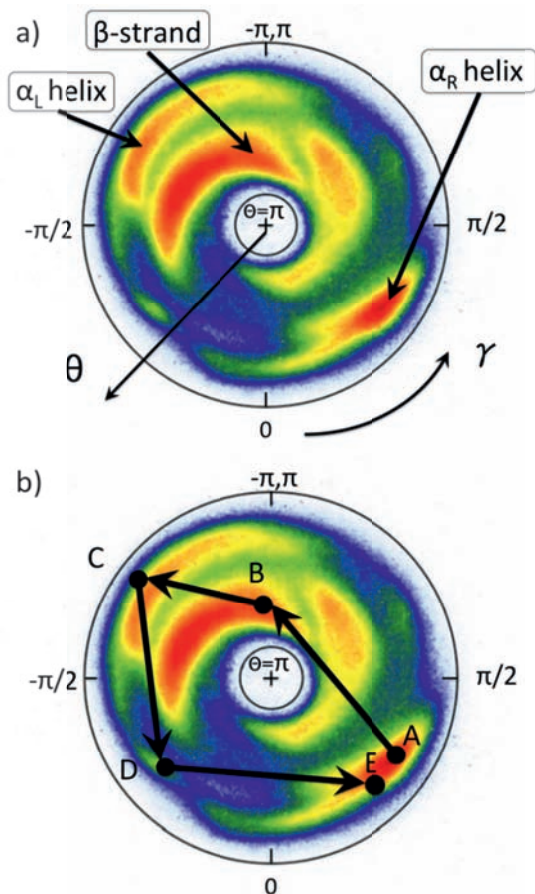 a)
β-strand
-π,π
α_L helix
α_R helix
Θ=π
-π/2
π/2
θ
γ
0
b)
-π,π
C
B
Θ=π
-π/2
π/2
A
D
E
0